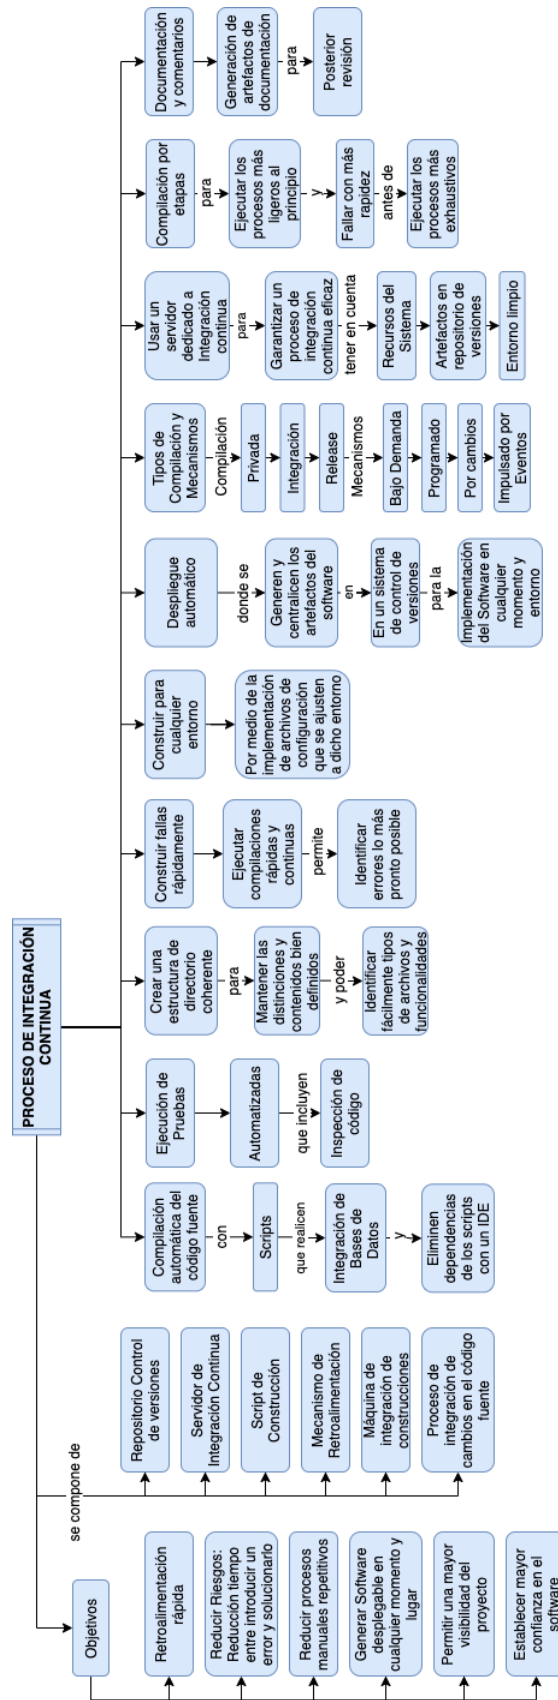 PROCESO DE INTEGRACIÓN
CONTINUA
Objetivos
Retroalimentación
rápida
Reducir Riesgos:
Reducción tiempo
entre introducir un
error y solucionarlo
Reducir procesos
manuales repetitivos
Generar Software
desplegable en
cualquier momento y
lugar
Permitir una mayor
visibilidad del
proyecto
Establecer mayor
confianza en el
software
se compone de
Repositorio Control
de versiones
Servidor de
Integración Continua
Script de
Construcción
Mecanismo de
Retroalimentación
Máquina de
integración de
construcciones
Proceso de
integración de
cambios en el código
fuente
Compilación
automática del
código fuente
con
Scripts
que realicen
Integración de
Bases de
Datos
y
Eliminen
dependencias
de los scripts
con un IDE
Ejecución de
Pruebas
Automatizadas
que incluyen
Inspección de
código
Crear una
estructura de
directorio
coherente
para
Mantener las
distinciones y
contenidos bien
definidos
y poder
Identificar
fácilmente tipos
de archivos y
funcionalidades
Construir fallas
rápidamente
Ejecutar
compilaciones
rápidas y
continuas
permite
Identificar
errores lo más
pronto posible
Construir para
cualquier
entorno
Por medio de la
implementación
de archivos de
configuración
que se ajusten
a dicho entorno
Despliegue
automático
donde se
Generen y
centralicen los
artefactos del
software
en
En un sistema
de control de
versiones
para la
Implementación
del Software en
cualquier
momento y
entorno
Tipos de
Compilación y
Mecanismos
Compilación
Privada
Integración
Release
Mecanismos
Bajo Demanda
Programado
Por cambios
Impulsado por
Eventos
Usar un
servidor
dedicado a
Integración
continua
para
Garantizar un
proceso de
integración
continua eficaz
tener en cuenta
Recursos del
Sistema
Artefactos en
repositorio de
versiones
Entorno limpio
Compilación por
etapas
para
Ejecutar los
procesos más
ligeros al
principio
y
Fallar con más
rapidez
antes de
Ejecutar los
procesos más
exhaustivos
Documentación
y comentarios
Generación de
artefactos de
documentación
para
Posterior
revisión